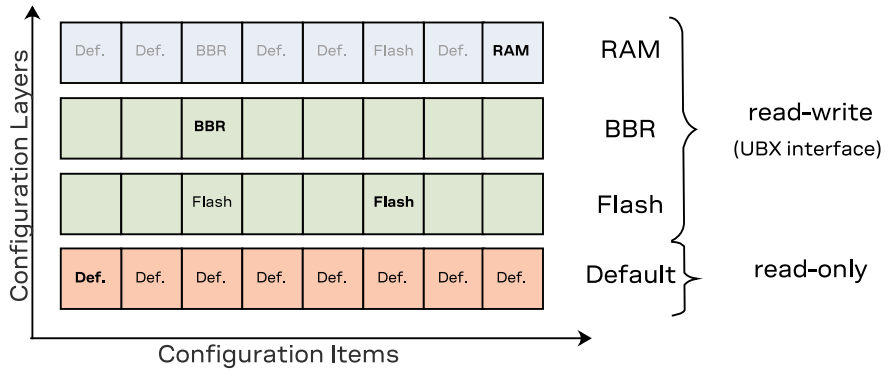 Configuration Layers
Def. Def. BBR Def. Def. Flash Def. RAM
RAM
BBR
BBR
Flash Flash
Flash
Def. Def. Def. Def. Def. Def. Def. Def.
Default
read-write
(UBX interface)
read-only
Configuration Items